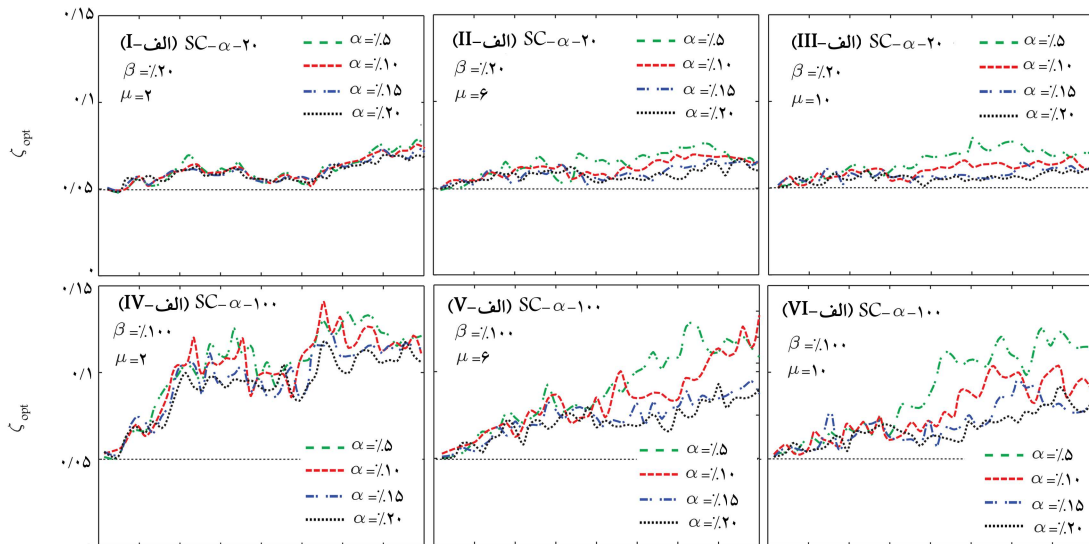 ۰/۱۵
۰/۱
۰/۰۵
۰
ζ opt
(الف-I) SC-α-۲۰
β =٪۲۰
μ=۲
α=٪۵
α=٪۱۰
α=٪۱۵
α=٪۲۰
(الف-II) SC-α-۲۰
β =٪۲۰
μ=۶
α=٪۵
α=٪۱۰
α=٪۱۵
α=٪۲۰
(الف-III) SC-α-۲۰
β =٪۲۰
μ=۱۰
α=٪۵
α=٪۱۰
α=٪۱۵
α=٪۲۰
۰/۱۵
۰/۱
۰/۰۵
ζ opt
(الف-IV) SC-α-۱۰۰
β =٪۱۰۰
μ=۲
α=٪۵
α=٪۱۰
α=٪۱۵
α=٪۲۰
(الف-V) SC-α-۱۰۰
β =٪۱۰۰
μ=۶
α=٪۵
α=٪۱۰
α=٪۱۵
α=٪۲۰
(الف-VI) SC-α-۱۰۰
β =٪۱۰۰
μ=۱۰
α=٪۵
α=٪۱۰
α=٪۱۵
α=٪۲۰